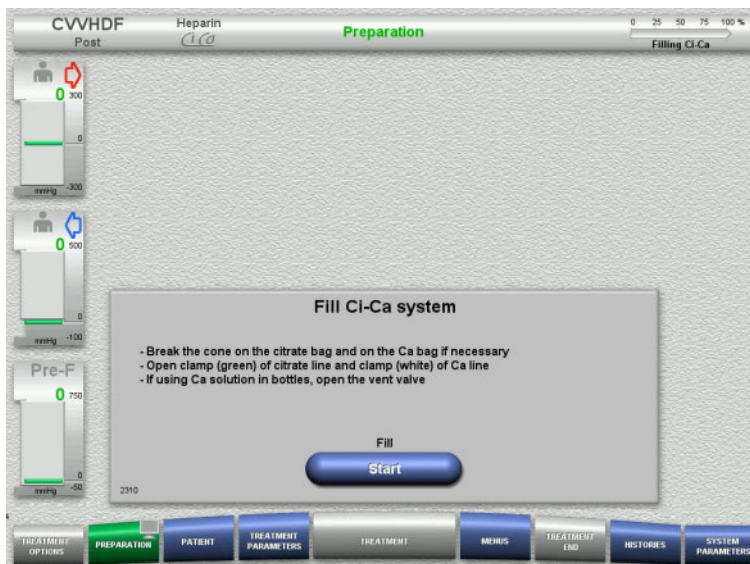 CVVHDF
Post
Heparin
Ci Ca
Preparation
0 25 50 75 100 %
Filling Ci-Ca
0 300
0
mmHg -300
0 500
0
mmHg -100
Pre-F
0 750
0
mmHg -50
Fill Ci-Ca system
- Break the cone on the citrate bag and on the Ca bag if necessary
- Open clamp (green) of citrate line and clamp (white) of Ca line
- If using Ca solution in bottles, open the vent valve
Fill
Start
2310
TREATMENT
OPTIONS
PREPARATION
PATIENT
TREATMENT
PARAMETERS
TREATMENT
MENUS
TREATMENT
END
HISTORIES
SYSTEM
PARAMETERS